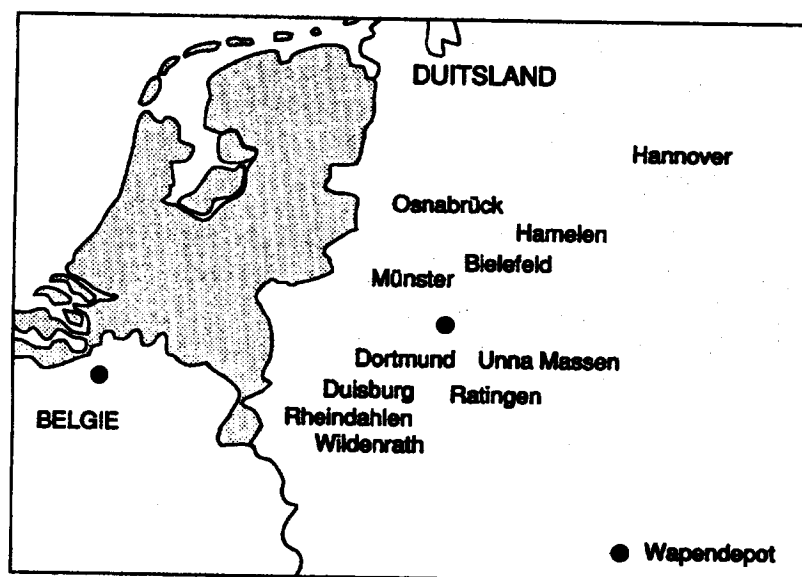 DUITSLAND
Hannover
Osnabrück
Hamelen
Bielefeld
Münster
Dortmund Unna Massen
Duisburg Ratingen
BELGIE
Rheindahlen
Wildenrath
Wapendepot